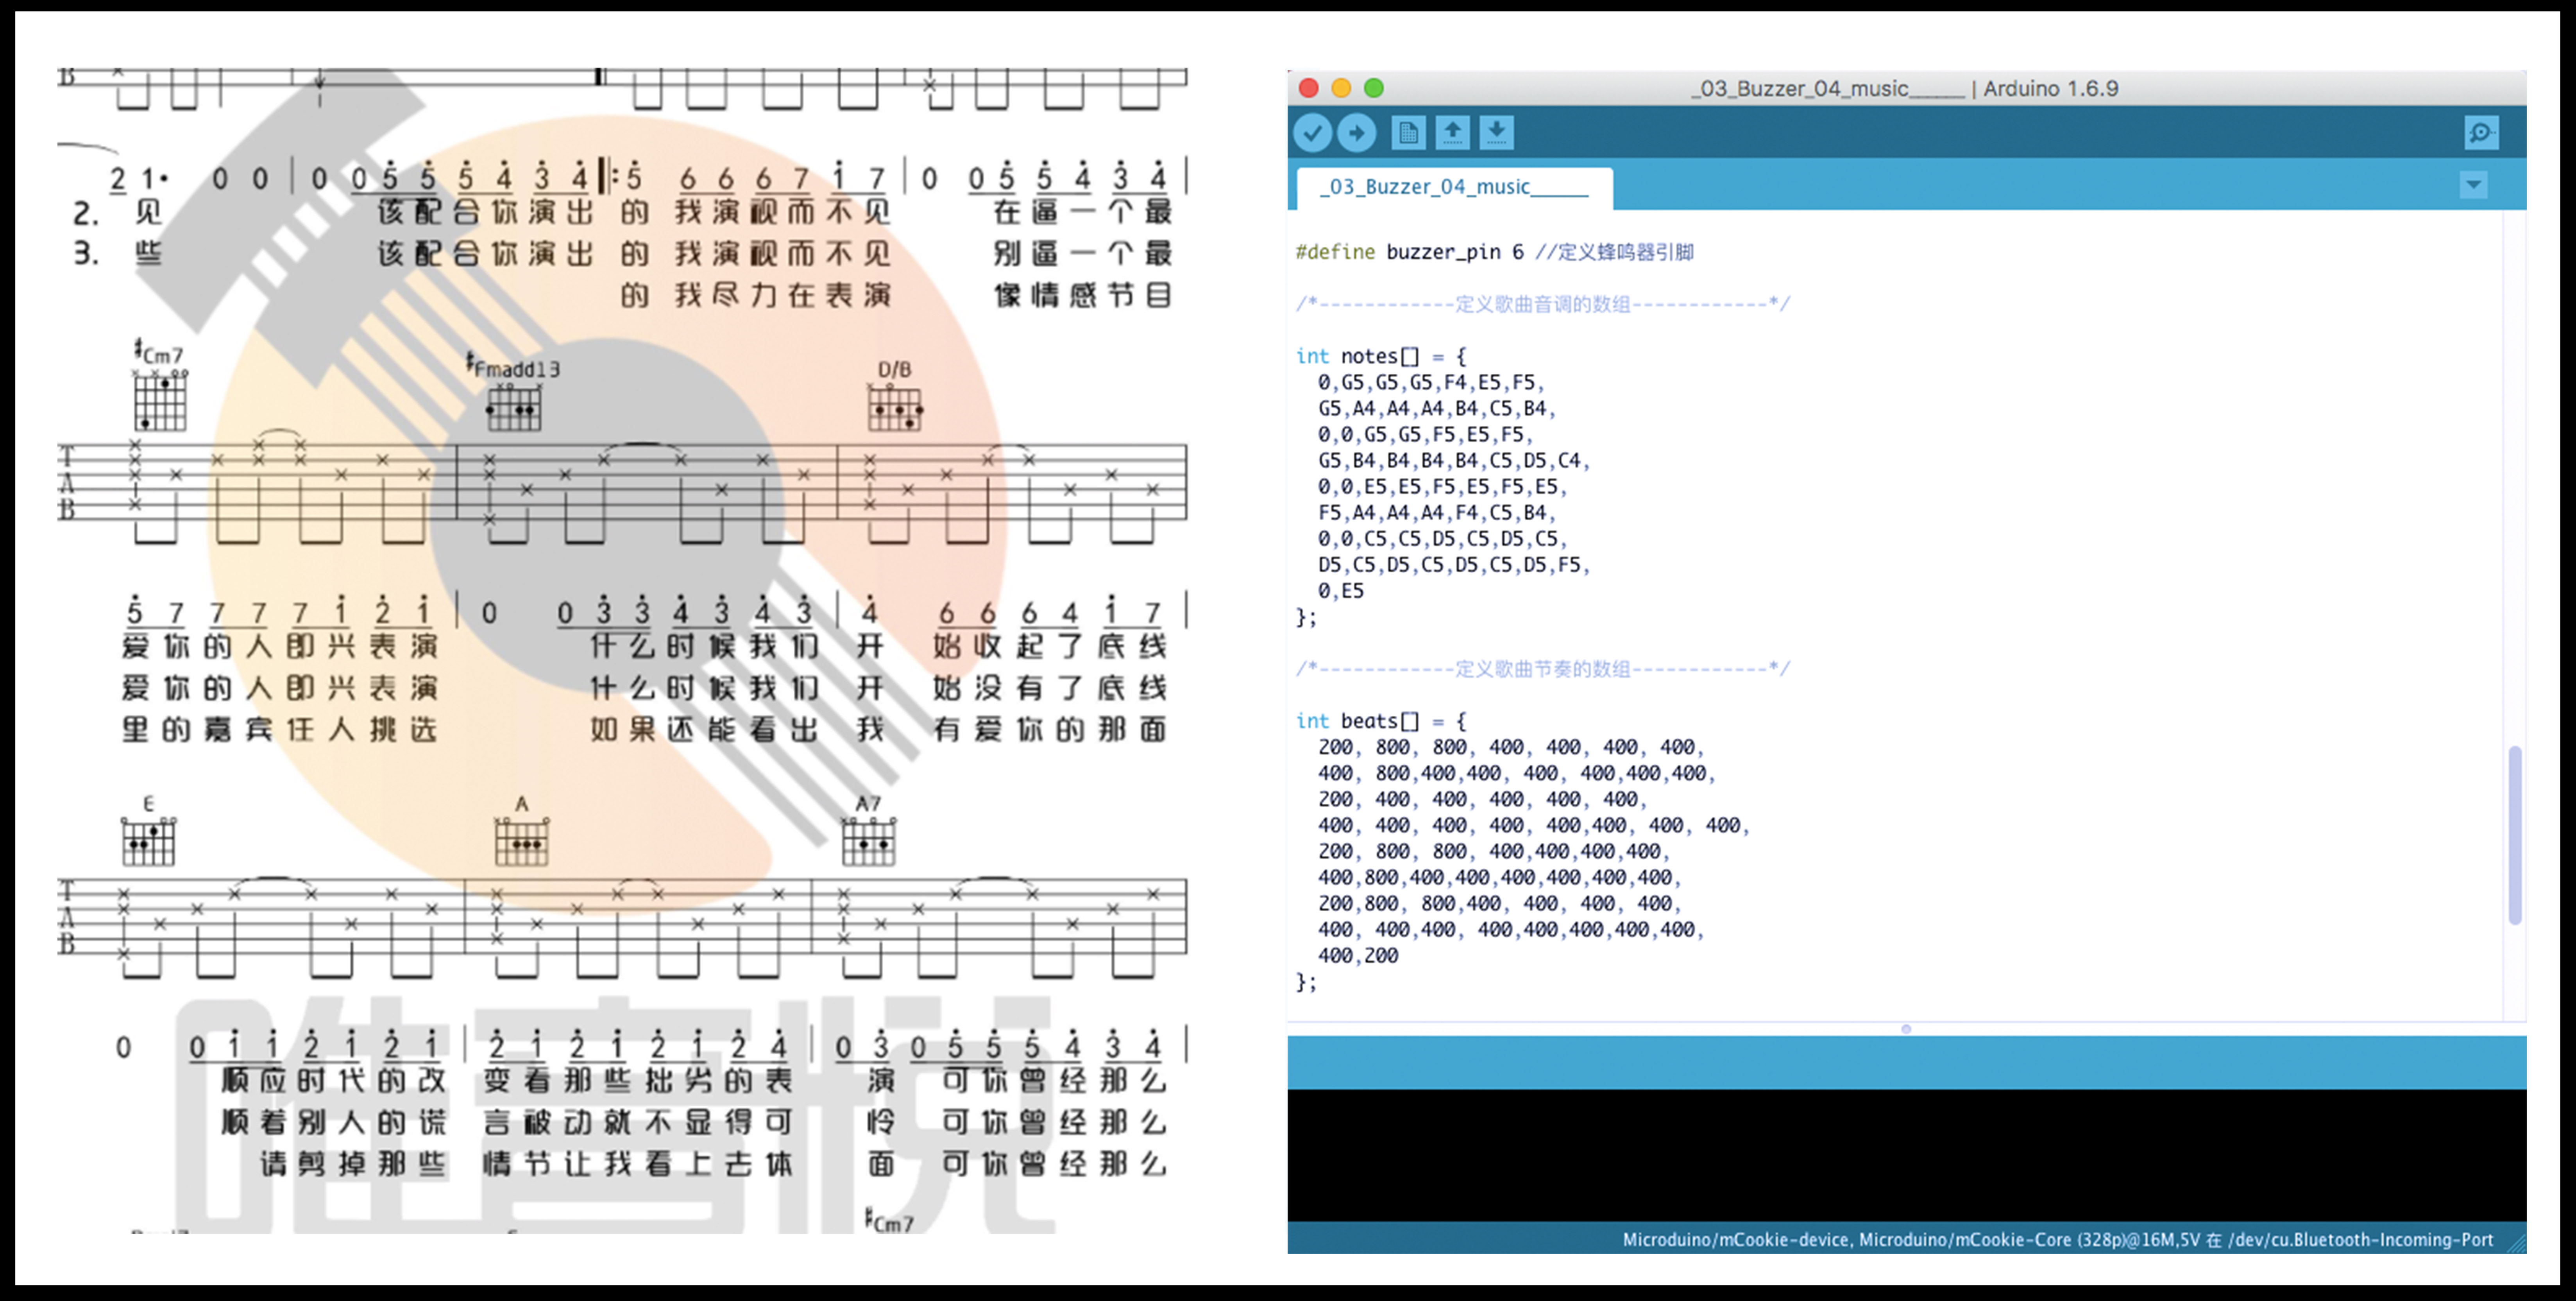 2 1· 0 0 | 0 0 5 5 5 4 3 4 ‖: 5 6 6 6 7 1 7 | 0 0 5 5 4 3 4 |
2. 见 该 配 合 你 演 出 的 我 演 视 而 不 见 在 逼 一 个 最
3. 些 该 配 合 你 演 出 的 我 演 视 而 不 见 别 逼 一 个 最
的 我 尽 力 在 表 演 像 情 感 节 目
#Cm7 #Fmadd13 D/B
T
A
B
5 7 7 7 7 1 2 1 | 0 0 3 3 4 3 4 3 | 4 6 6 6 4 1 7 |
爱 你 的 人 即 兴 表 演 什 么 时 候 我 们 开 始 收 起 了 底 线
爱 你 的 人 即 兴 表 演 什 么 时 候 我 们 开 始 没 有 了 底 线
里 的 嘉 宾 任 人 挑 选 如 果 还 能 看 出 我 有 爱 你 的 那 面
E A A7
T
A
B
0 0 1 1 2 1 2 1 | 2 1 2 1 2 1 2 4 | 0 3 0 5 5 5 4 3 4 |
顺 应 时 代 的 改 变 看 那 些 拙 劣 的 表 演 可 你 曾 经 那 么
顺 着 别 人 的 谎 言 被 动 就 不 显 得 可 怜 可 你 曾 经 那 么
请 剪 掉 那 些 情 节 让 我 看 上 去 体 面 可 你 曾 经 那 么
#Cm7
唯音悦
_03_Buzzer_04_music_____ | Arduino 1.6.9
_03_Buzzer_04_music_____
#define buzzer_pin 6 //定义蜂鸣器引脚
/*------------定义歌曲音调的数组------------*/
int notes[] = {
0,G5,G5,G5,F4,E5,F5,
G5,A4,A4,A4,B4,C5,B4,
0,0,G5,G5,F5,E5,F5,
G5,B4,B4,B4,B4,C5,D5,C4,
0,0,E5,E5,F5,E5,F5,E5,
F5,A4,A4,A4,F4,C5,B4,
0,0,C5,C5,D5,C5,D5,C5,
D5,C5,D5,C5,D5,C5,D5,F5,
0,E5
};
/*------------定义歌曲节奏的数组------------*/
int beats[] = {
200, 800, 800, 400, 400, 400, 400,
400, 800,400,400, 400, 400,400,400,
200, 400, 400, 400, 400, 400,
400, 400, 400, 400, 400,400, 400, 400,
200, 800, 800, 400,400,400,400,
400,800,400,400,400,400,400,400,
200,800, 800,400, 400, 400, 400,
400, 400,400, 400,400,400,400,400,
400,200
};
Microduino/mCookie-device, Microduino/mCookie-Core (328p)@16M,5V 在 /dev/cu.Bluetooth-Incoming-Port